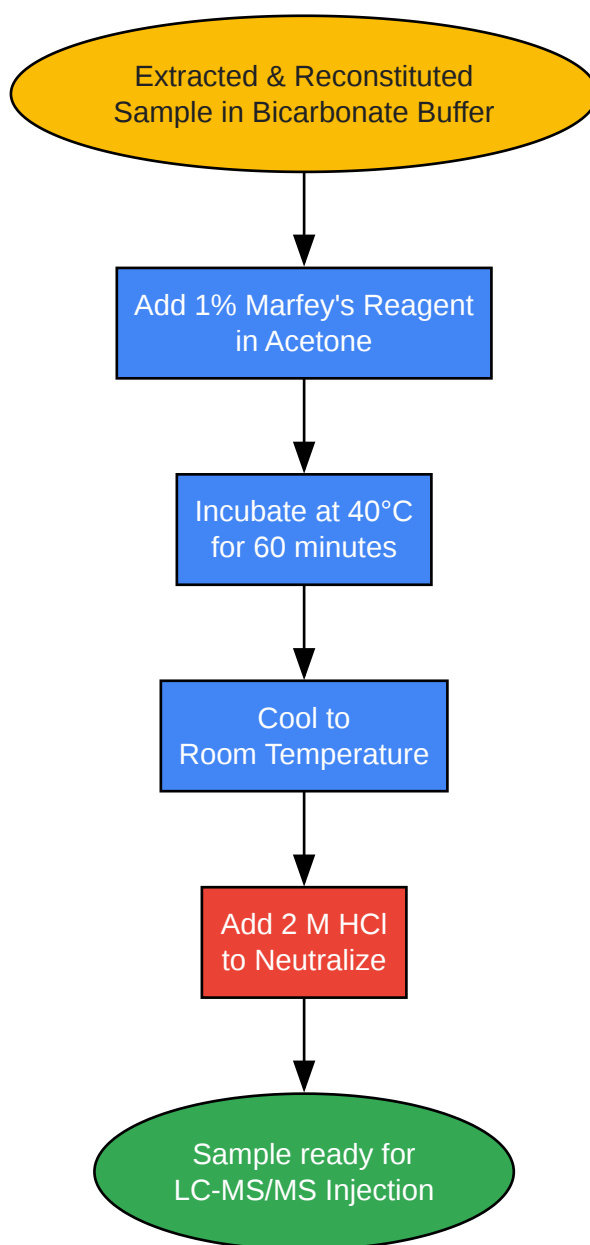 Extracted & Reconstituted
Sample in Bicarbonate Buffer
Add 1% Marfey's Reagent
in Acetone
Incubate at 40°C
for 60 minutes
Cool to
Room Temperature
Add 2 M HCl
to Neutralize
Sample ready for
LC-MS/MS Injection